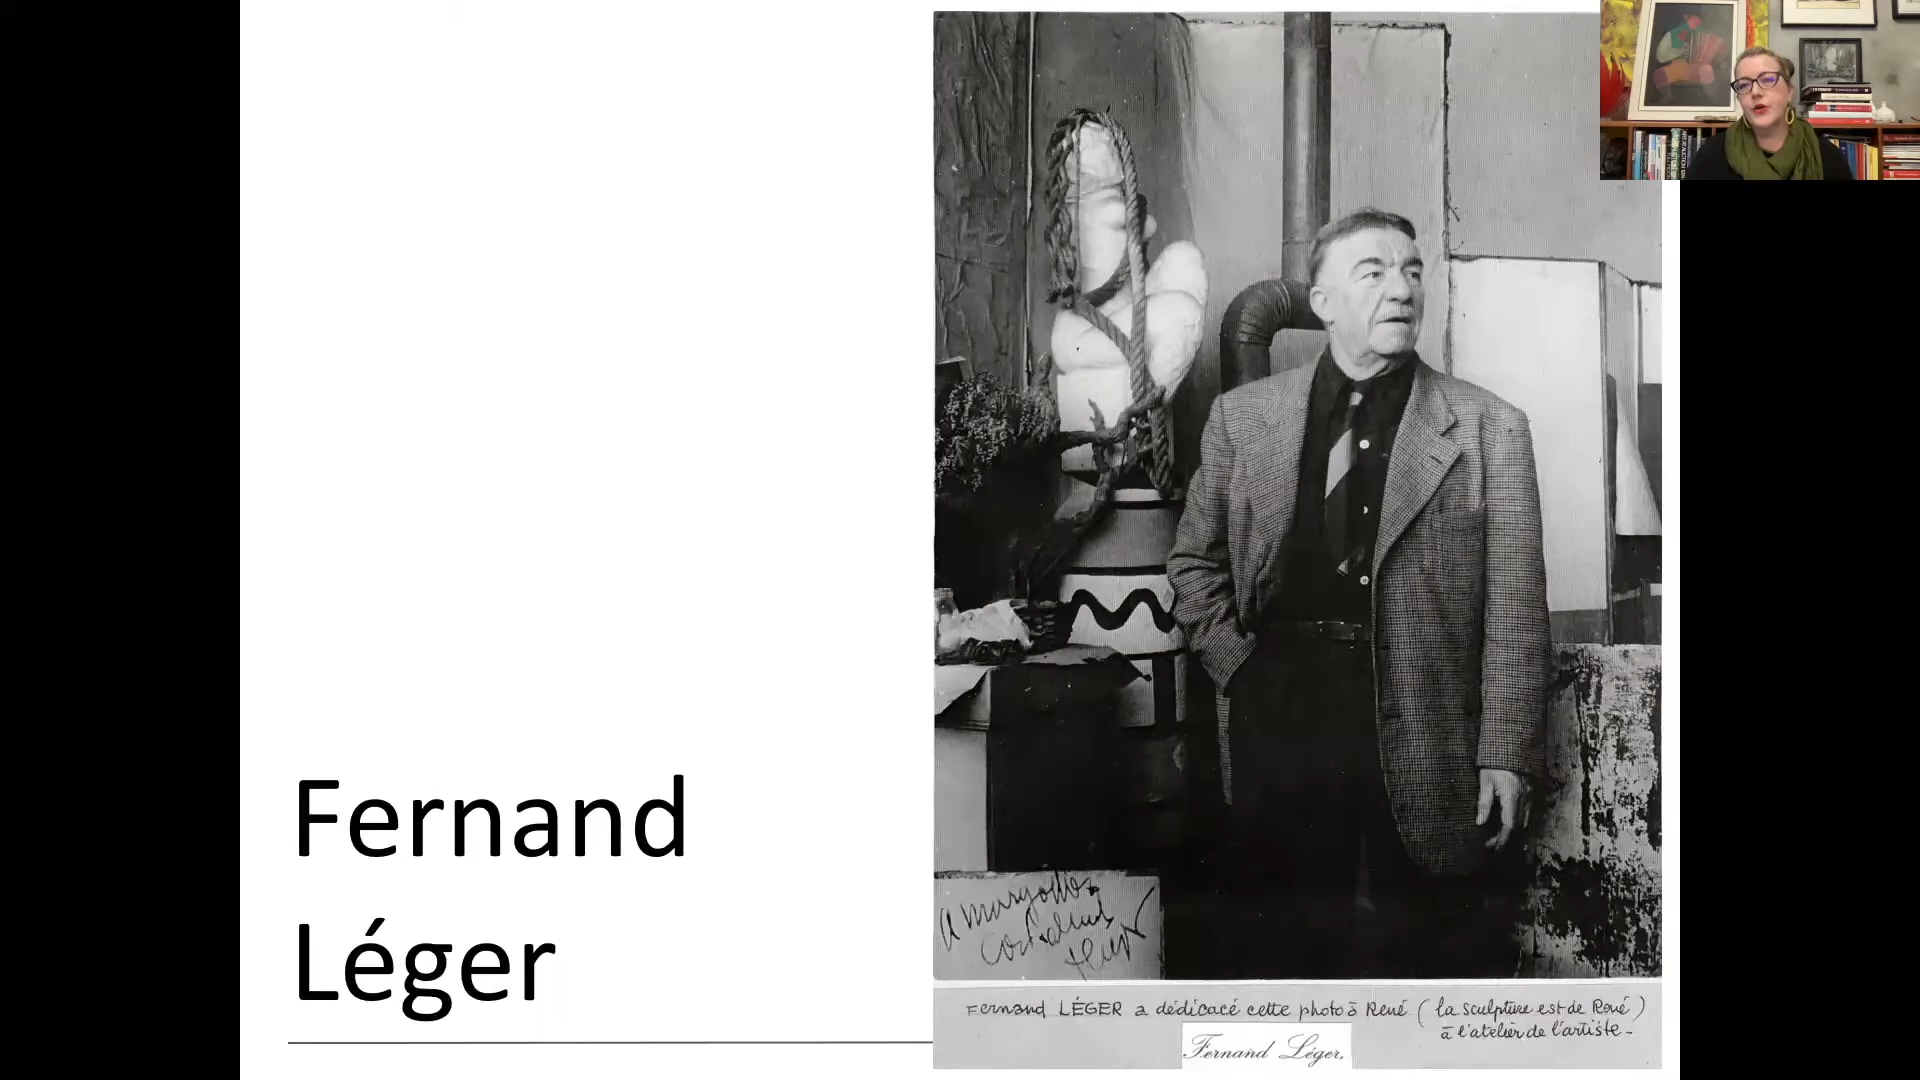 Fernand
Léger
Fernand LÉGER a dédicacé cette photo à René (la sculpture est de René)
à l'atelier de l'artiste -
Fernand Léger.